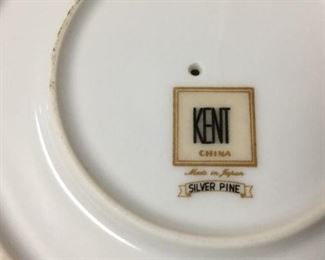 KENT
CHINA
Made in Japan
SILVER PINE